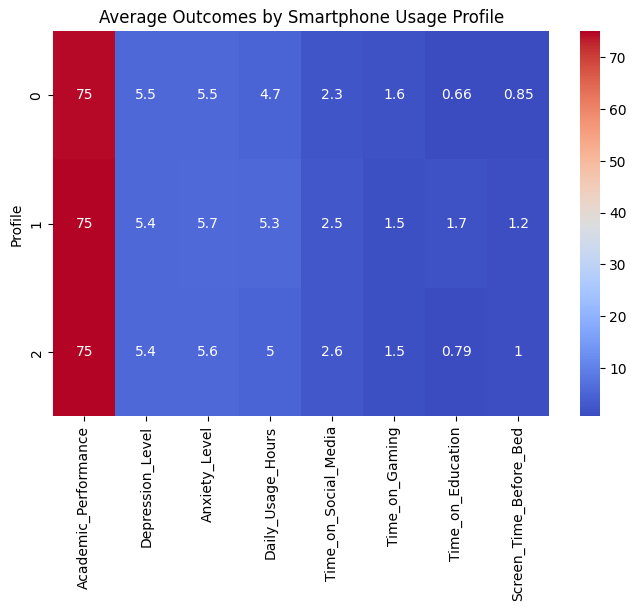 Average Outcomes by Smartphone Usage Profile
0 75 5.5 5.5 4.7 2.3 1.6 0.66 0.85
1 75 5.4 5.7 5.3 2.5 1.5 1.7 1.2
2 75 5.4 5.6 5 2.6 1.5 0.79 1
Profile
Academic_Performance
Depression_Level
Anxiety_Level
Daily_Usage_Hours
Time_on_Social_Media
Time_on_Gaming
Time_on_Education
Screen_Time_Before_Bed
70
60
50
40
30
20
10